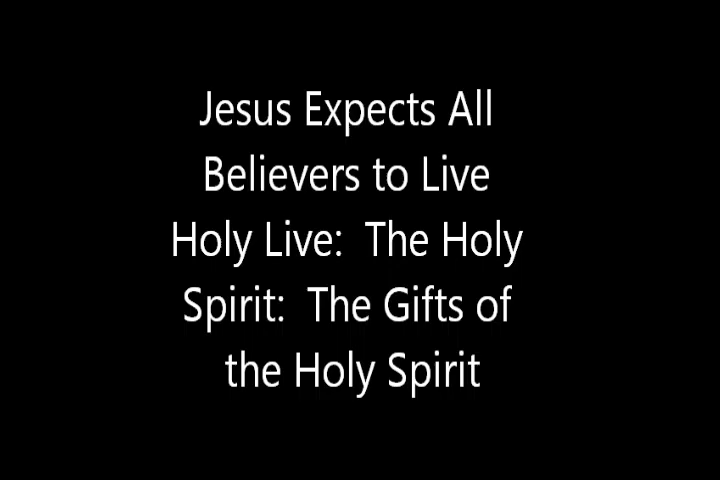 Jesus Expects All
Believers to Live
Holy Live:  The Holy
Spirit:  The Gifts of
the Holy Spirit